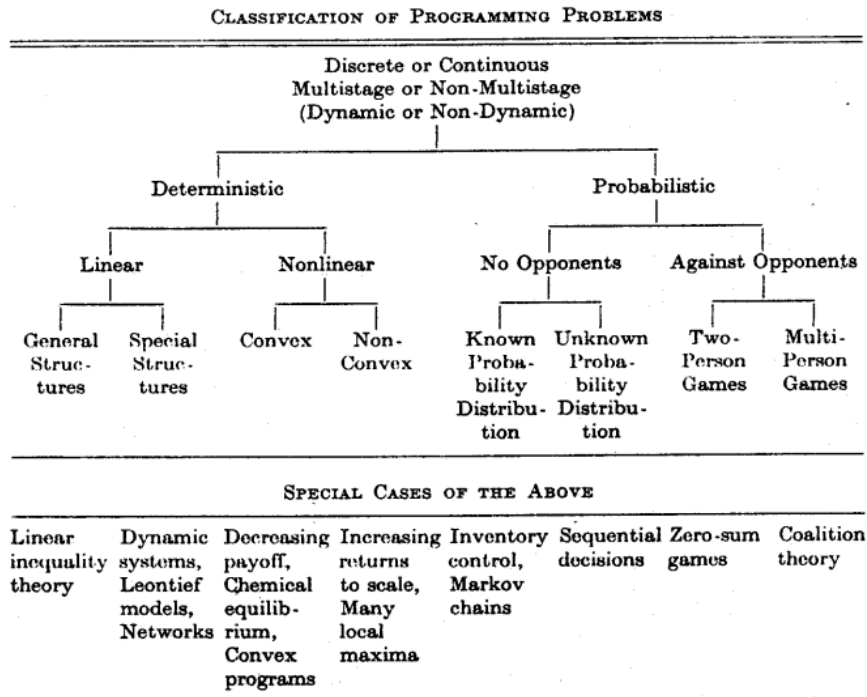 CLASSIFICATION OF PROGRAMMING PROBLEMS
Discrete or Continuous
Multistage or Non-Multistage
(Dynamic or Non-Dynamic)
Deterministic Probabilistic
Linear Nonlinear No Opponents Against Opponents
General Special Convex Non- Known Unknown Two- Multi-
Struc- Struc- Convex Proba- Proba- Person Person
tures tures bility bility Games Games
Distribu- Distribu-
tion tion
SPECIAL CASES OF THE ABOVE
Linear Dynamic Decreasing Increasing Inventory Sequential Zero-sum Coalition
inequality systems, payoff, returns control, decisions games theory
theory Leontief Chemical to scale, Markov
models, equilib- Many chains
Networks rium, local
Convex maxima
programs